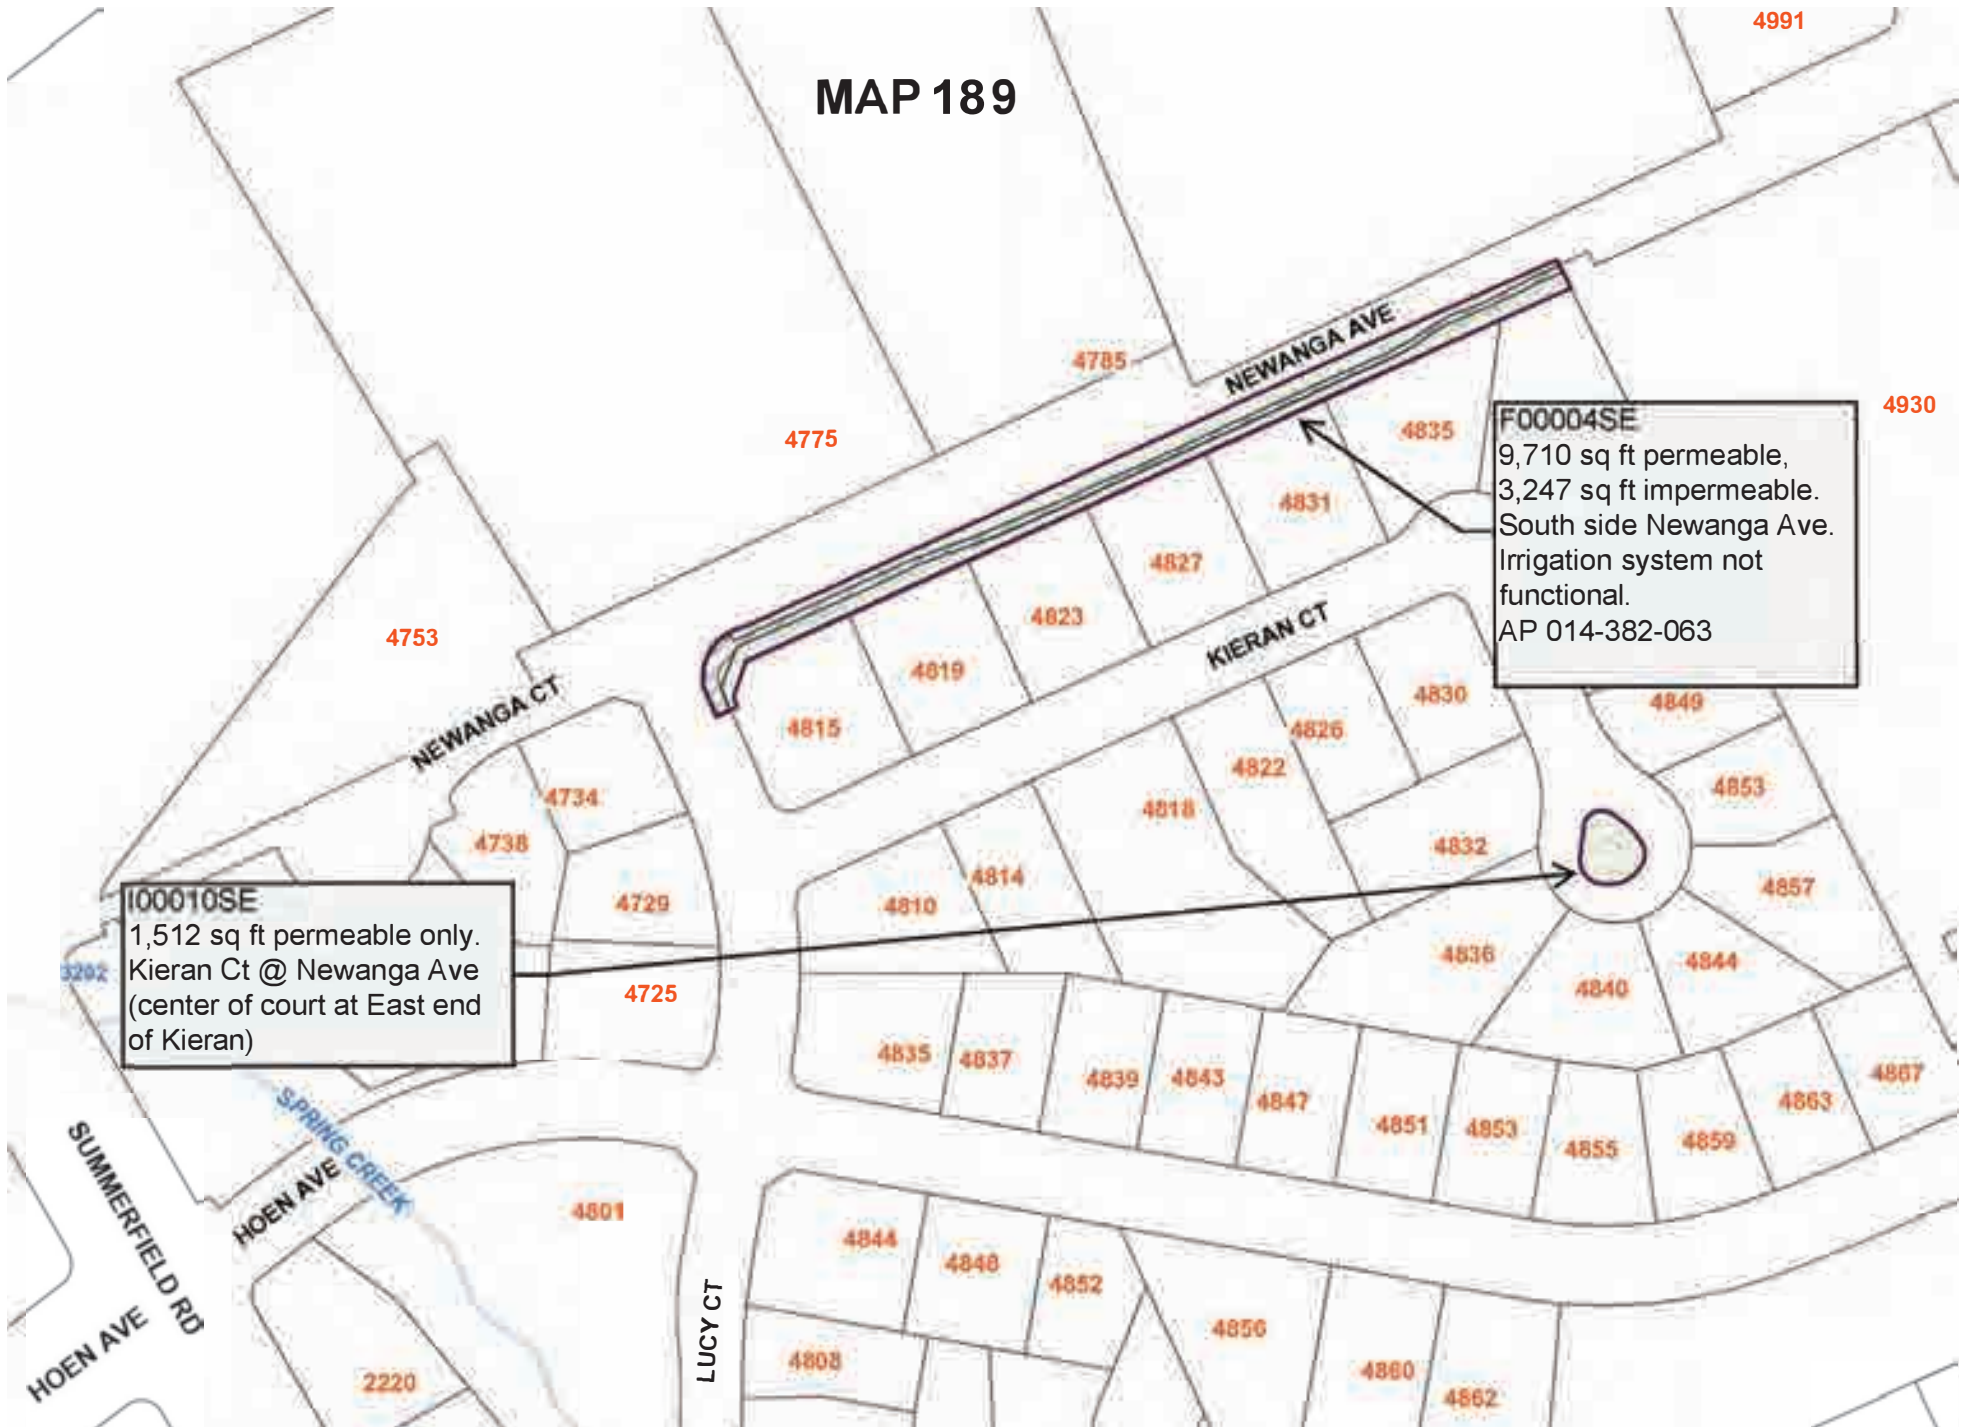 4991
MAP 189
NEWANGA AVE
4785
4775
4930
4835
F00004SE
9,710 sq ft permeable,
3,247 sq ft impermeable.
South side Newanga Ave.
Irrigation system not
functional.
AP 014-382-063
4831
4827
4823
4753
4819
KIERAN CT
4815
NEWANGA CT
4830
4849
4826
4822
4853
4734
4818
4738
4832
4814
4857
4729
4810
I00010SE
1,512 sq ft permeable only.
Kieran Ct @ Newanga Ave
(center of court at East end
of Kieran)
3202
4725
4836
4844
4840
4835
4837
4839
4843
4847
4851
4853
4855
4859
4863
4867
SPRING CREEK
SUMMERFIELD RD
HOEN AVE
4801
4844
4848
4852
LUCY CT
4856
4808
4860
4862
HOEN AVE
2220